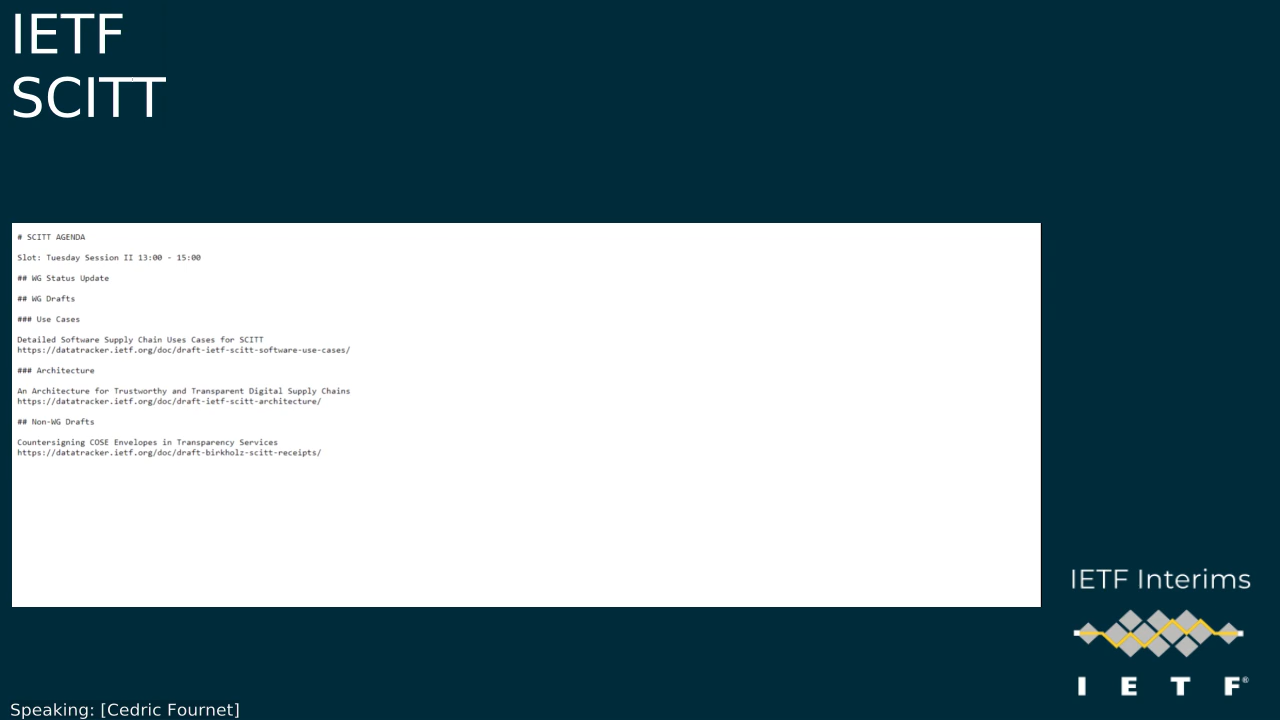 IETF
SCITT
# SCITT AGENDA
Slot: Tuesday Session II 13:00 - 15:00
## WG Status Update
## WG Drafts
### Use Cases
Detailed Software Supply Chain Uses Cases for SCITT
https://datatracker.ietf.org/doc/draft-ietf-scitt-software-use-cases/
### Architecture
An Architecture for Trustworthy and Transparent Digital Supply Chains
https://datatracker.ietf.org/doc/draft-ietf-scitt-architecture/
## Non-WG Drafts
Countersigning COSE Envelopes in Transparency Services
https://datatracker.ietf.org/doc/draft-birkholz-scitt-receipts/
IETF Interims
I E T F®
Speaking: [Cedric Fournet]